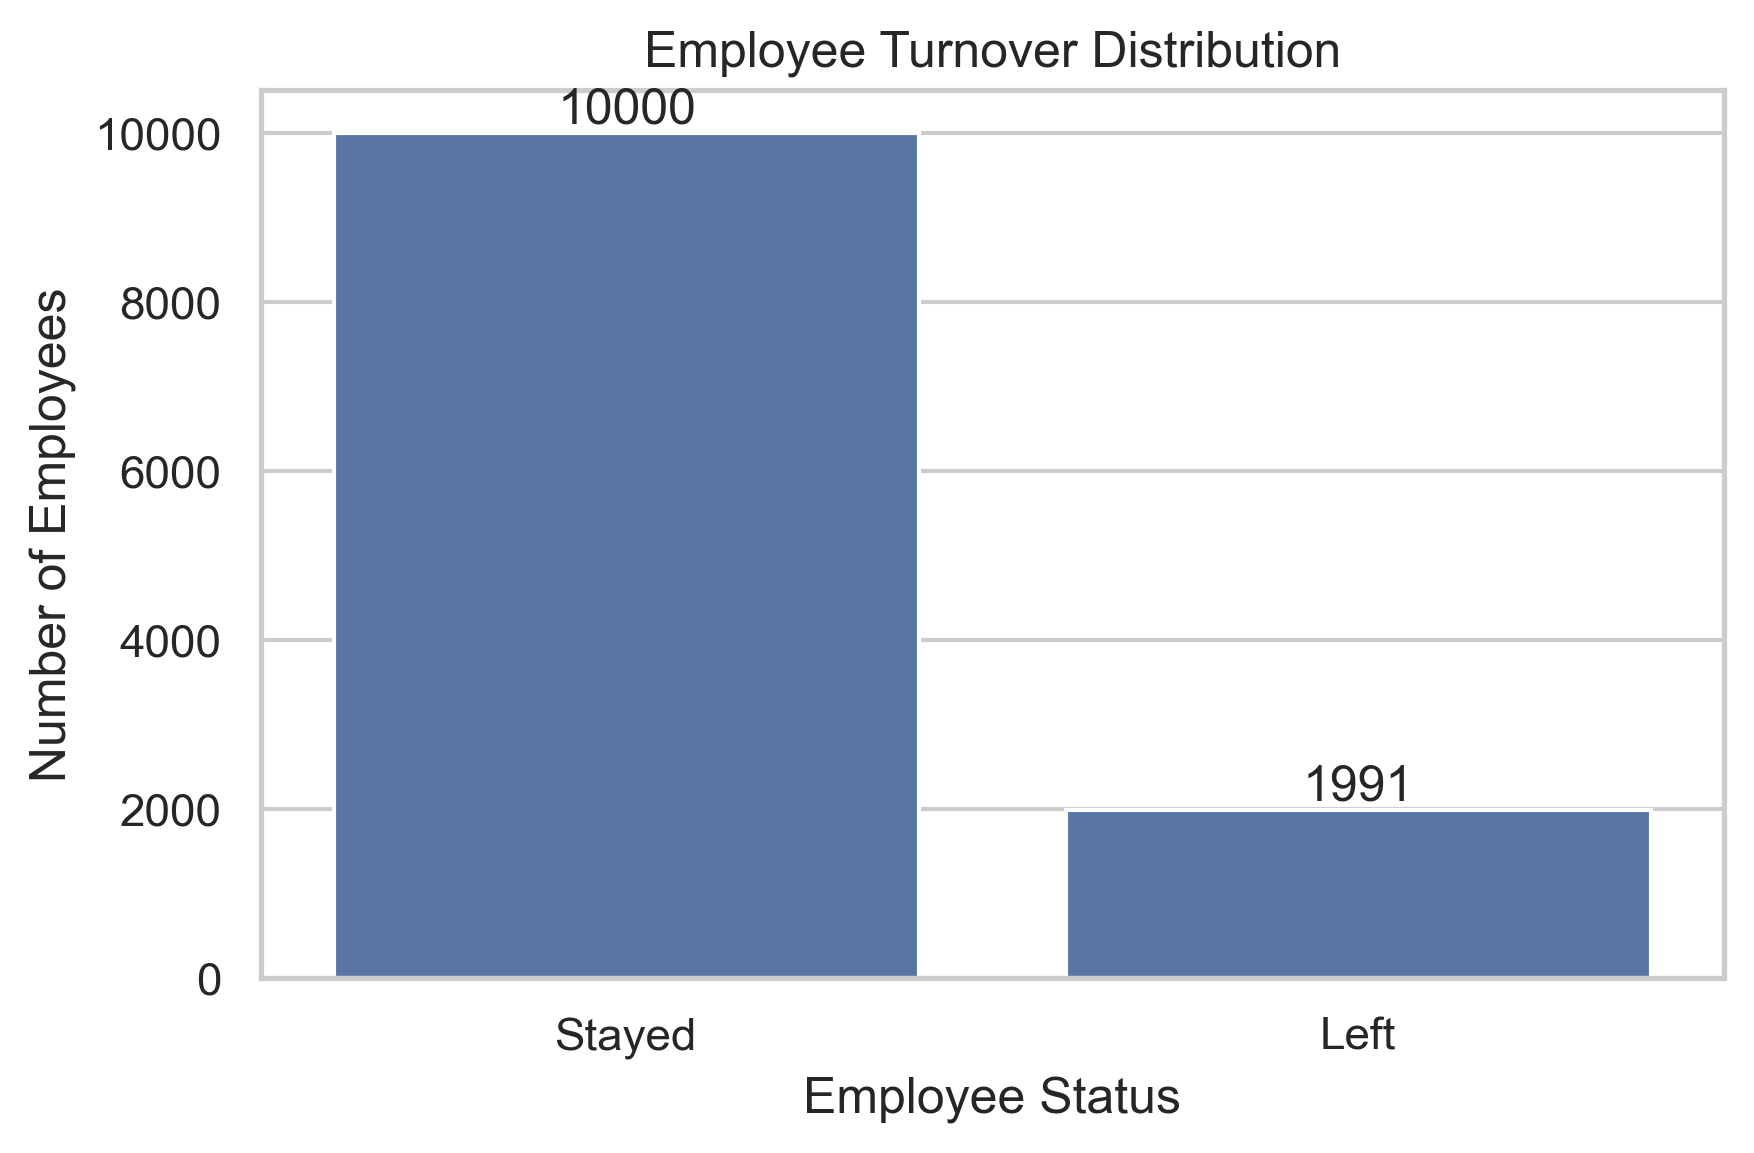 Employee Turnover Distribution
10000
10000
8000
6000
4000
1991
2000
0
Stayed
Left
Employee Status
Number of Employees